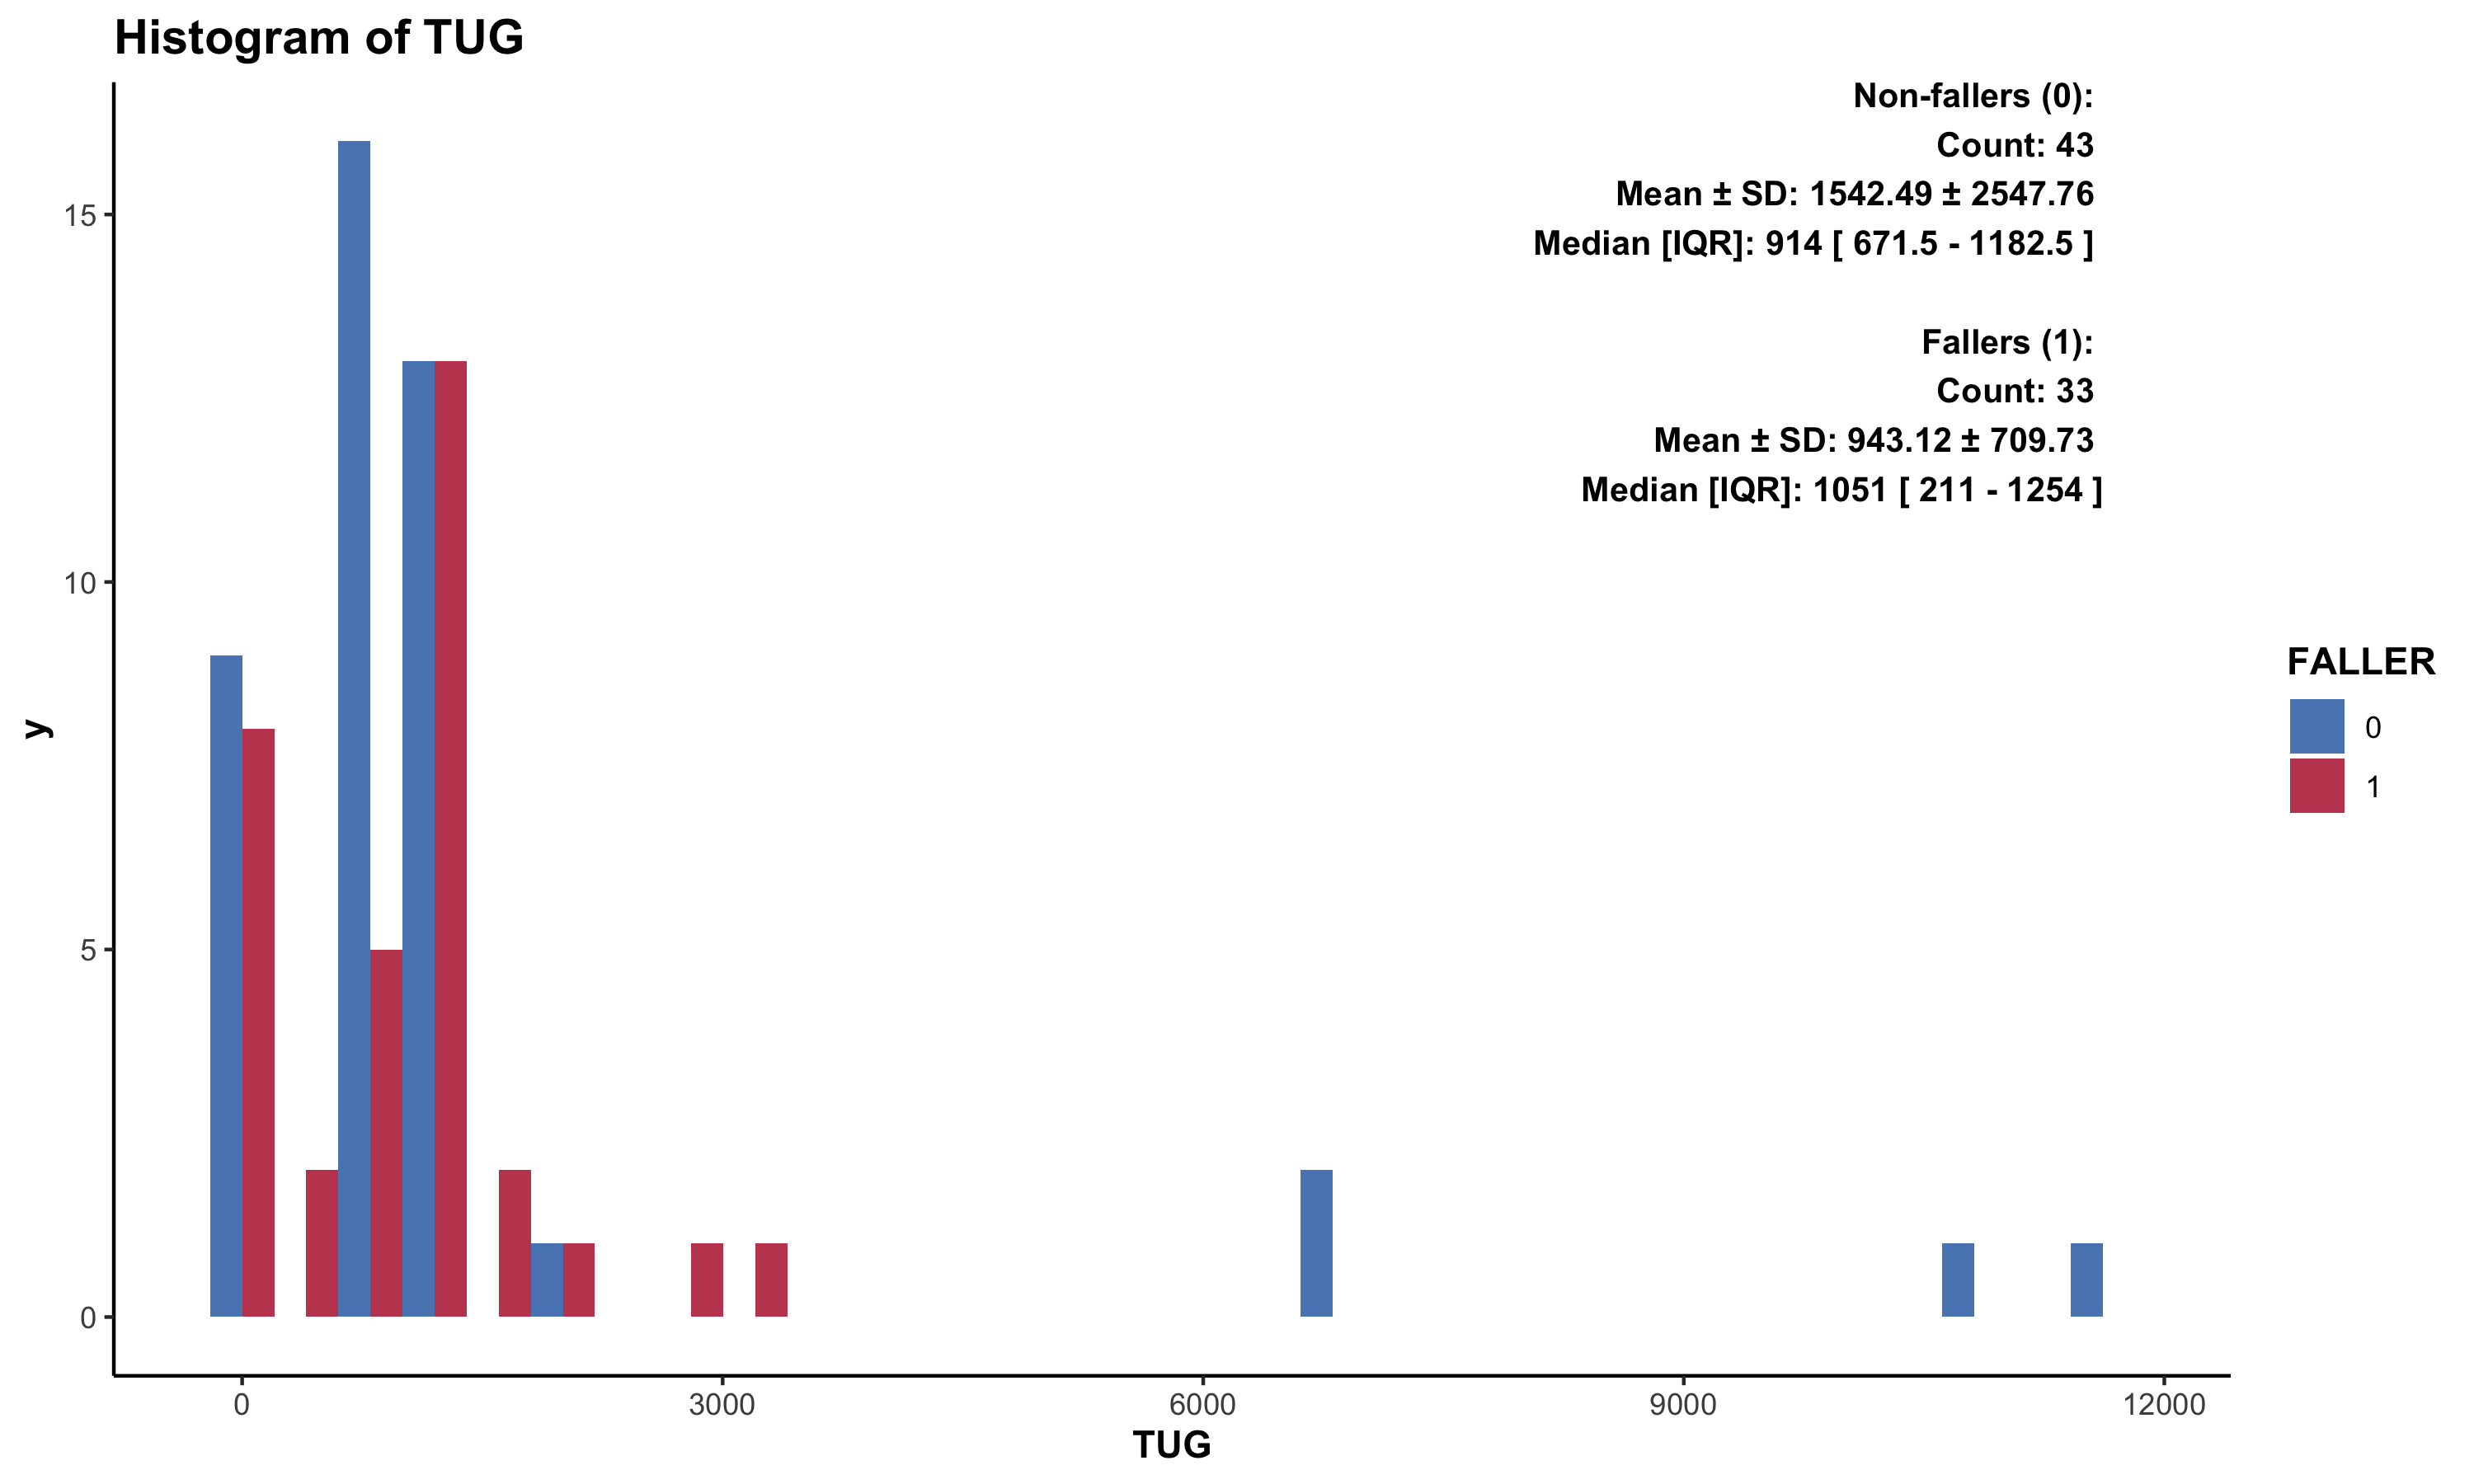 Histogram of TUG
Non-fallers (0):
Count: 43
Mean ± SD: 1542.49 ± 2547.76
Median [IQR]: 914 [ 671.5 - 1182.5 ]
Fallers (1):
Count: 33
Mean ± SD: 943.12 ± 709.73
Median [IQR]: 1051 [ 211 - 1254 ]
15
10
5
0
y
FALLER
0
1
0
3000
6000
9000
12000
TUG